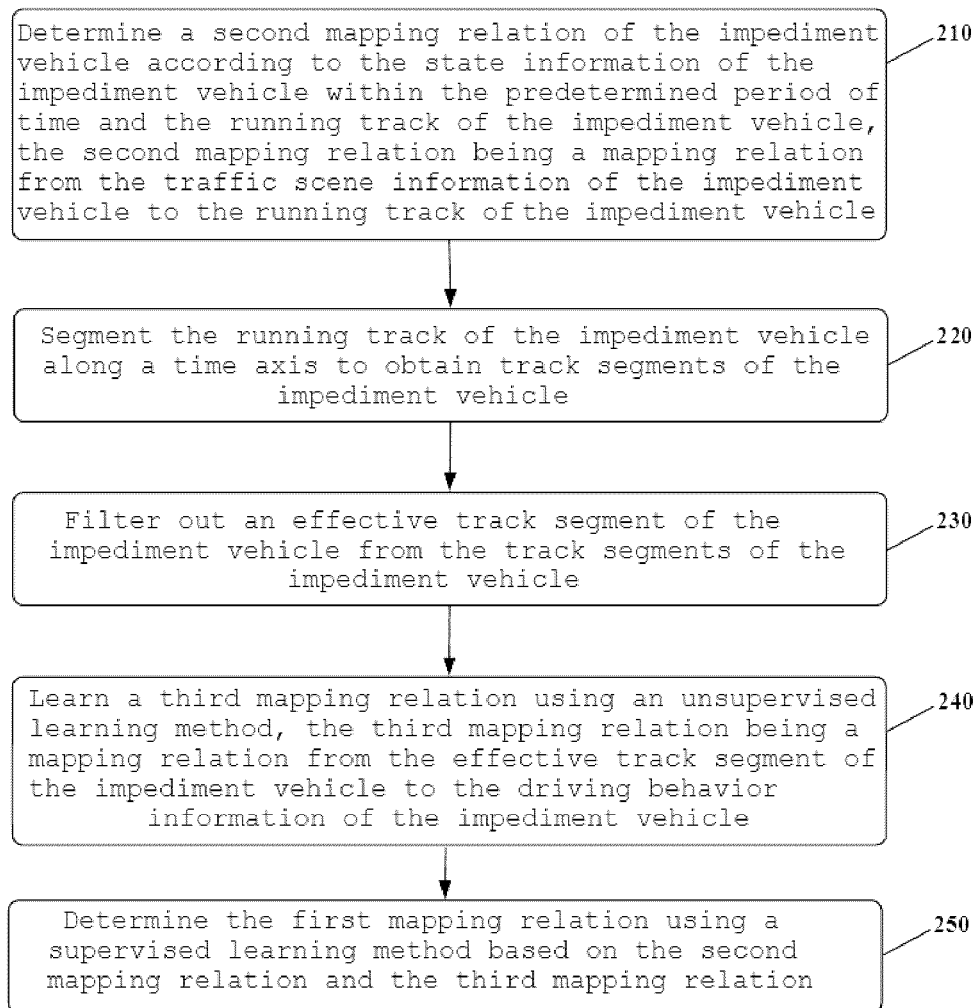 Determine a second mapping relation of the impediment
vehicle according to the state information of the
impediment vehicle within the predetermined period of
time and the running track of the impediment vehicle,
the second mapping relation being a mapping relation
from the traffic scene information of the impediment
vehicle to the running track of the impediment vehicle
210
Segment the running track of the impediment vehicle
along a time axis to obtain track segments of the
impediment vehicle
220
Filter out an effective track segment of the
impediment vehicle from the track segments of the
impediment vehicle
230
Learn a third mapping relation using an unsupervised
learning method, the third mapping relation being a
mapping relation from the effective track segment of
the impediment vehicle to the driving behavior
information of the impediment vehicle
240
Determine the first mapping relation using a
supervised learning method based on the second
mapping relation and the third mapping relation
250